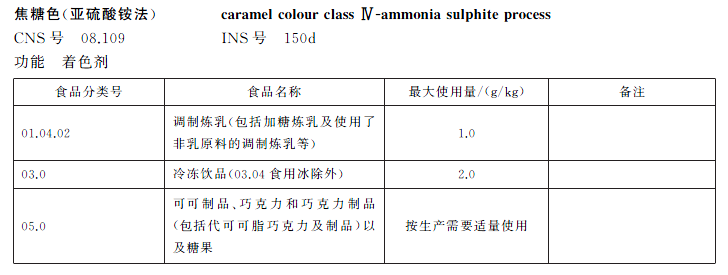 焦糖色(亚硫酸铵法) caramel colour class Ⅳ-ammonia sulphite process
CNS 号 08.109 INS 号 150d
功能 着色剂
食品分类号 食品名称 最大使用量/(g/kg) 备注
01.04.02 调制炼乳(包括加糖炼乳及使用了 1.0
非乳原料的调制炼乳等)
03.0 冷冻饮品(03.04 食用冰除外) 2.0
可可制品、巧克力和巧克力制品
05.0 (包括代可可脂巧克力及制品)以 按生产需要适量使用
及糖果